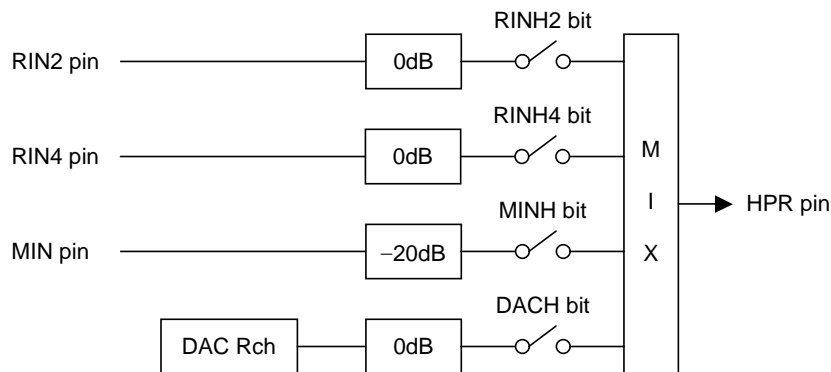 RINH2 bit
RIN2 pin 0dB
RINH4 bit
RIN4 pin 0dB
M
I
X
HPR pin
MINH bit
MIN pin −20dB
DACH bit
DAC Rch 0dB